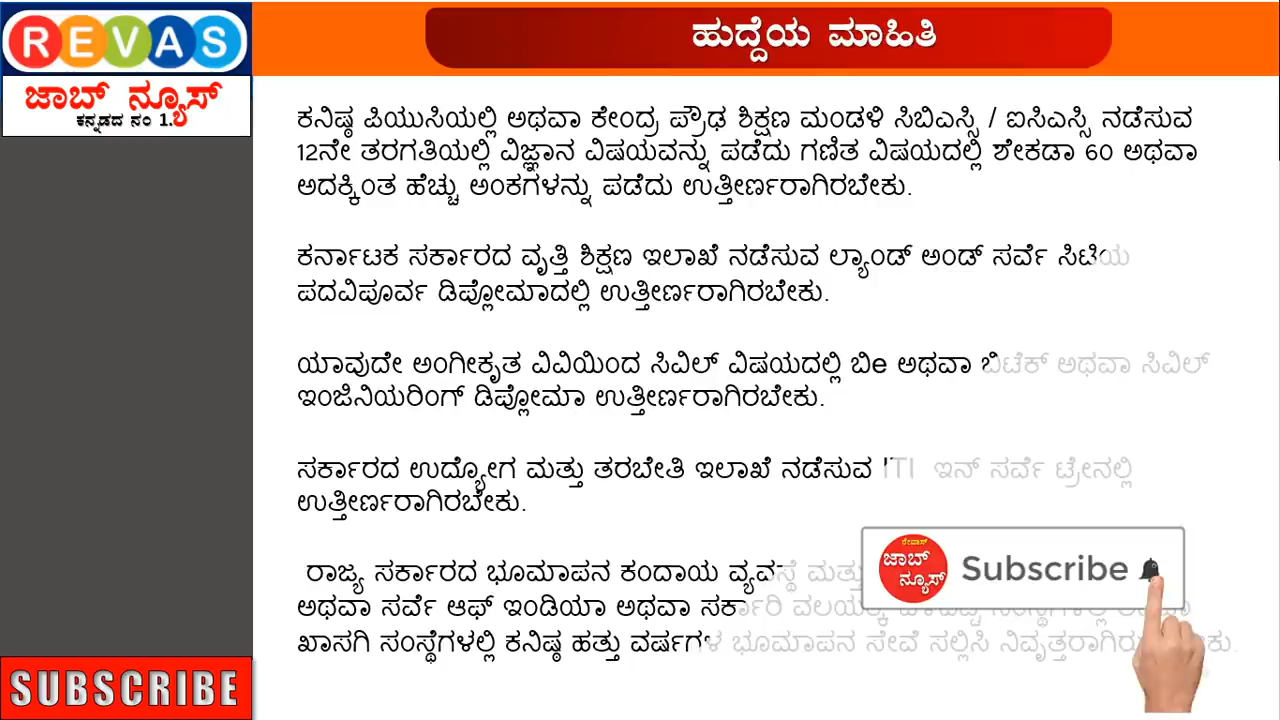 REVAS
ಜಾಬ್ ನ್ಯೂಸ್
ಕನ್ನಡದ ನಂ 1.
ಹುದ್ದೆಯ ಮಾಹಿತಿ
ಕನಿಷ್ಠ ಪಿಯುಸಿಯಲ್ಲಿ ಅಥವಾ ಕೇಂದ್ರ ಪ್ರೌಢ ಶಿಕ್ಷಣ ಮಂಡಳಿ ಸಿಬಿಎಸ್ಸಿ / ಐಸಿಎಸ್ಸಿ ನಡೆಸುವ
12ನೇ ತರಗತಿಯಲ್ಲಿ ವಿಜ್ಞಾನ ವಿಷಯವನ್ನು ಪಡೆದು ಗಣಿತ ವಿಷಯದಲ್ಲಿ ಶೇಕಡಾ 60 ಅಥವಾ
ಅದಕ್ಕಿಂತ ಹೆಚ್ಚು ಅಂಕಗಳನ್ನು ಪಡೆದು ಉತ್ತೀರ್ಣರಾಗಿರಬೇಕು.
ಕರ್ನಾಟಕ ಸರ್ಕಾರದ ವೃತ್ತಿ ಶಿಕ್ಷಣ ಇಲಾಖೆ ನಡೆಸುವ ಲ್ಯಾಂಡ್ ಅಂಡ್ ಸರ್ವೆ ಸಿಟಿಯ
ಪದವಿಪೂರ್ವ ಡಿಪ್ಲೋಮಾದಲ್ಲಿ ಉತ್ತೀರ್ಣರಾಗಿರಬೇಕು.
ಯಾವುದೇ ಅಂಗೀಕೃತ ವಿವಿಯಿಂದ ಸಿವಿಲ್ ವಿಷಯದಲ್ಲಿ ಬಿe ಅಥವಾ ಬಿಟೆಕ್ ಅಥವಾ ಸಿವಿಲ್
ಇಂಜಿನಿಯರಿಂಗ್ ಡಿಪ್ಲೋಮಾ ಉತ್ತೀರ್ಣರಾಗಿರಬೇಕು.
ಸರ್ಕಾರದ ಉದ್ಯೋಗ ಮತ್ತು ತರಬೇತಿ ಇಲಾಖೆ ನಡೆಸುವ ITI ಇನ್ ಸರ್ವೆ ಟ್ರೇನಲ್ಲಿ
ಉತ್ತೀರ್ಣರಾಗಿರಬೇಕು.
ರಾಜ್ಯ ಸರ್ಕಾರದ ಭೂಮಾಪನ ಕಂದಾಯ ವ್ಯವಸ್ಥೆ ಮತ್ತು
ಅಥವಾ ಸರ್ವೆ ಆಫ್ ಇಂಡಿಯಾ ಅಥವಾ ಸರ್ಕಾರಿ
ಖಾಸಗಿ ಸಂಸ್ಥೆಗಳಲ್ಲಿ ಕನಿಷ್ಠ ಹತ್ತು ವರ್ಷಗಳ ಭೂಮಾಪನ ಸೇವೆ ಸಲ್ಲಿಸಿ
ರೇವಾಸ್
ಜಾಬ್
ನ್ಯೂಸ್
Subscribe
SUBSCRIBE